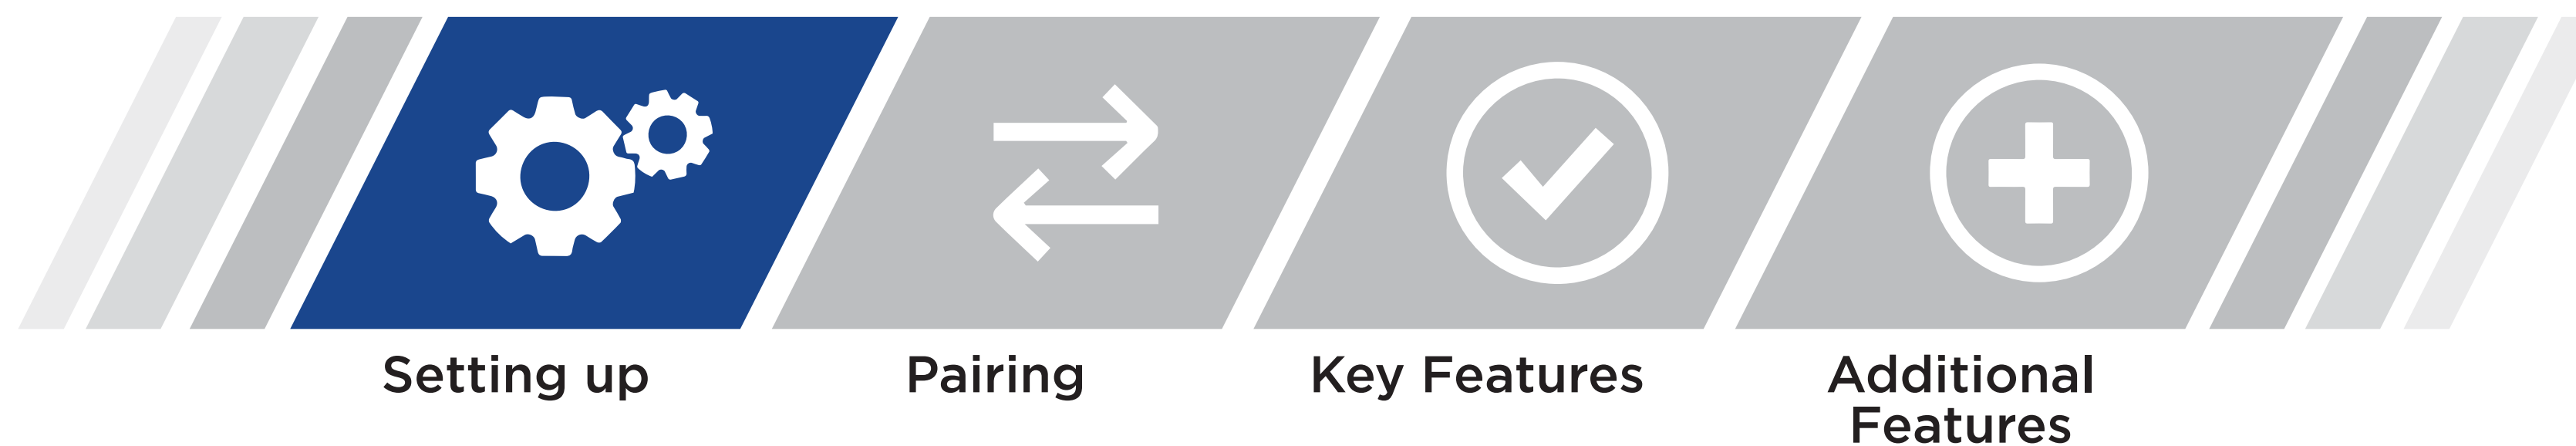 Setting up
Pairing
Key Features
Additional
Features